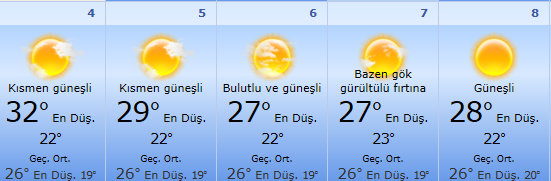 4
Kısmen güneşli
32° En Düş.
22°
Geç. Ort.
26° En Düş. 19°
5
Kısmen güneşli
29° En Düş.
22°
Geç. Ort.
26° En Düş. 19°
6
Bulutlu ve güneşli
27° En Düş.
22°
Geç. Ort.
26° En Düş. 19°
7
Bazen gök
gürültülü fırtına
27° En Düş.
23°
Geç. Ort.
26° En Düş. 19°
8
Güneşli
28° En Düş.
22°
Geç. Ort.
26° En Düş. 20°